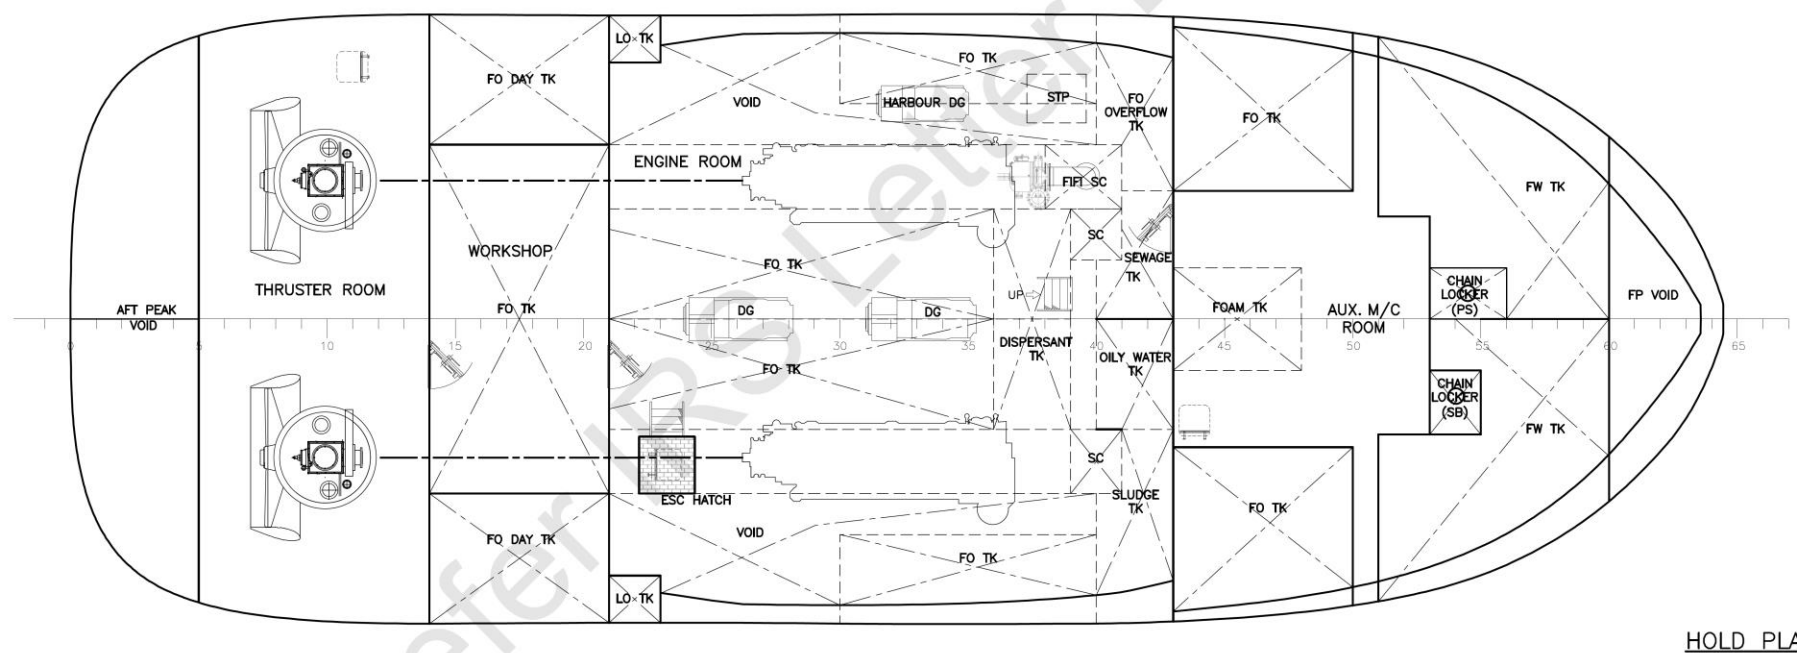 LO TK
FO DAY TK
FO TK
VOID
HARBOUR DG
STP
FO
OVERFLOW
TK
FO TK
ENGINE ROOM
FIFI SC
FW TK
WORKSHOP
SC
SEWAGE
TK
FO TK
THRUSTER ROOM
UP
CHAIN
LOCKER
(PS)
FP VOID
AFT PEAK
VOID
FO TK
DG
DG
FOAM TK
AUX. M/C
ROOM
0 5 10 15 25 35 40 45 50 55 60 65
DISPERSANT
TK
OILY WATER
TK
FO TK
CHAIN
LOCKER
(SB)
FW TK
SC
ESC HATCH
SLUDGE
TK
FO TK
VOID
FO DAY TK
FO TK
LO TK
HOLD PLA
efer IRS Letter